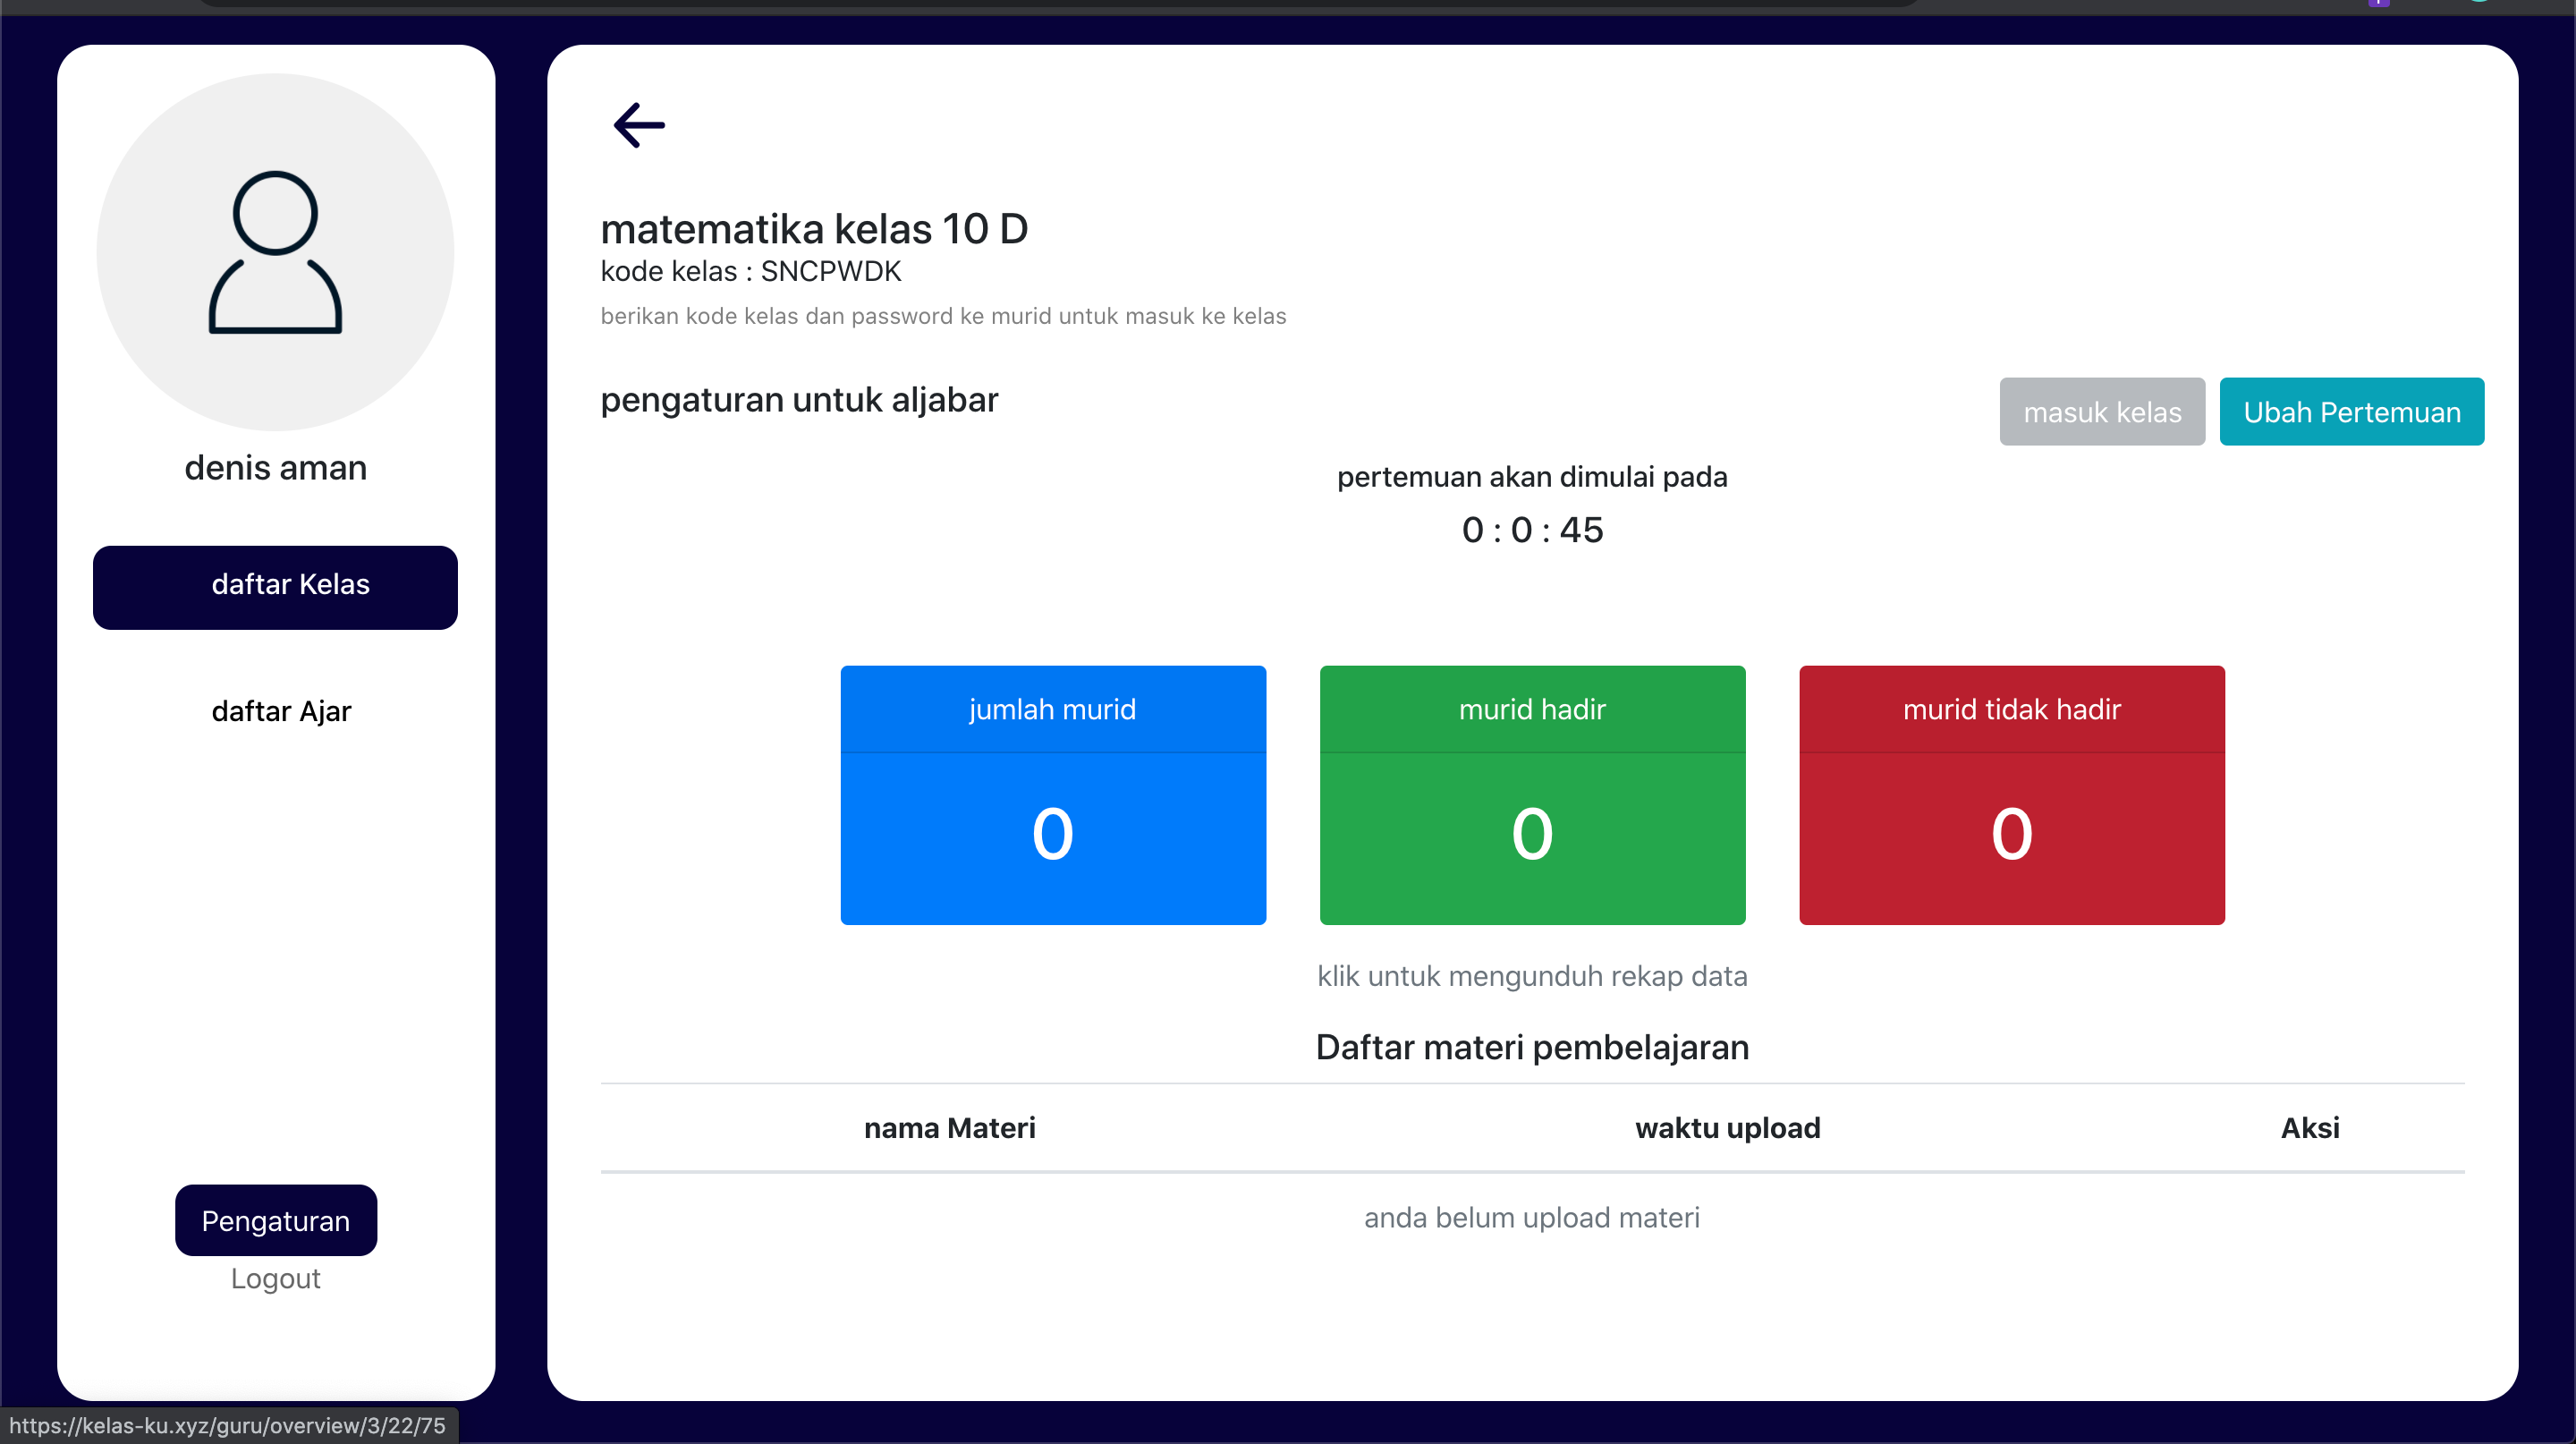 denis aman
daftar Kelas
daftar Ajar
Pengaturan
Logout
matematika kelas 10 D
kode kelas : SNCPWDK
berikan kode kelas dan password ke murid untuk masuk ke kelas
pengaturan untuk aljabar
masuk kelas
Ubah Pertemuan
pertemuan akan dimulai pada
0 : 0 : 45
jumlah murid
0
murid hadir
0
murid tidak hadir
0
klik untuk mengunduh rekap data
Daftar materi pembelajaran
nama Materi waktu upload Aksi
anda belum upload materi
https://kelas-ku.xyz/guru/overview/3/22/75